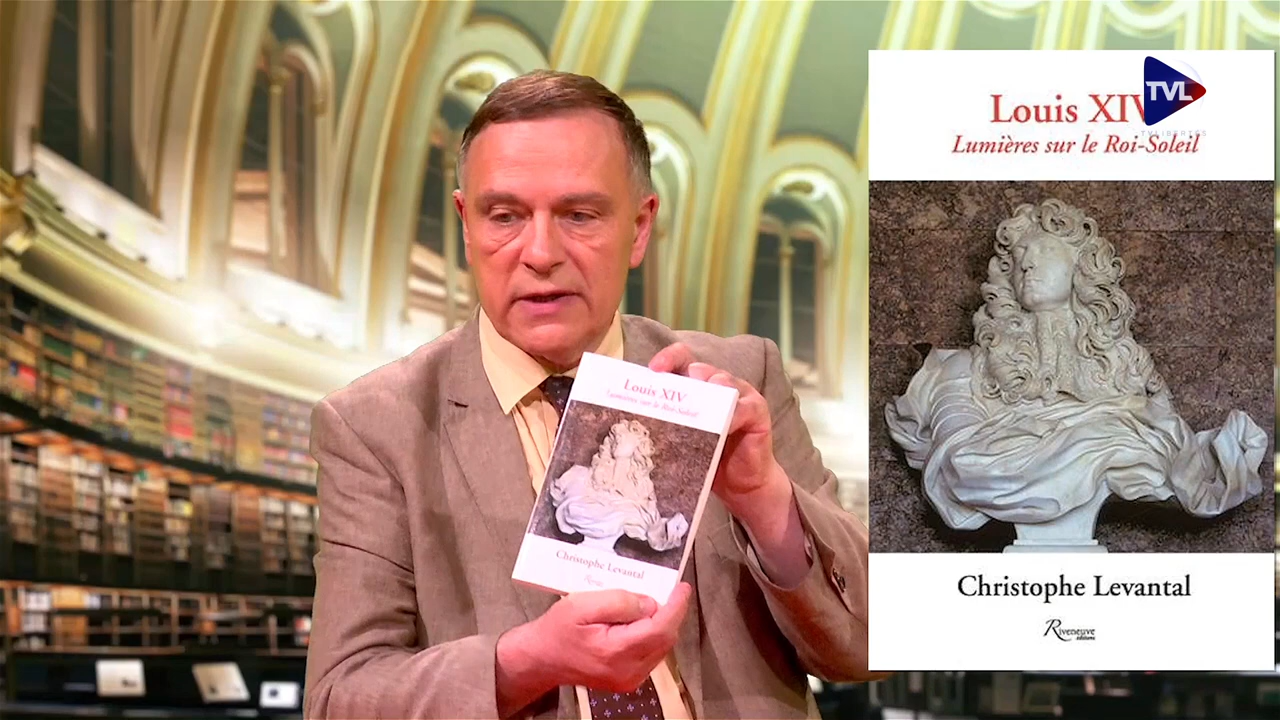 Louis XIV
Lumières sur le Roi-Soleil
Christophe Levantal
Louis XIV
TVL
TVLIBERTÉS
Lumières sur le Roi-Soleil
Christophe Levantal
Riveneuve
éditions